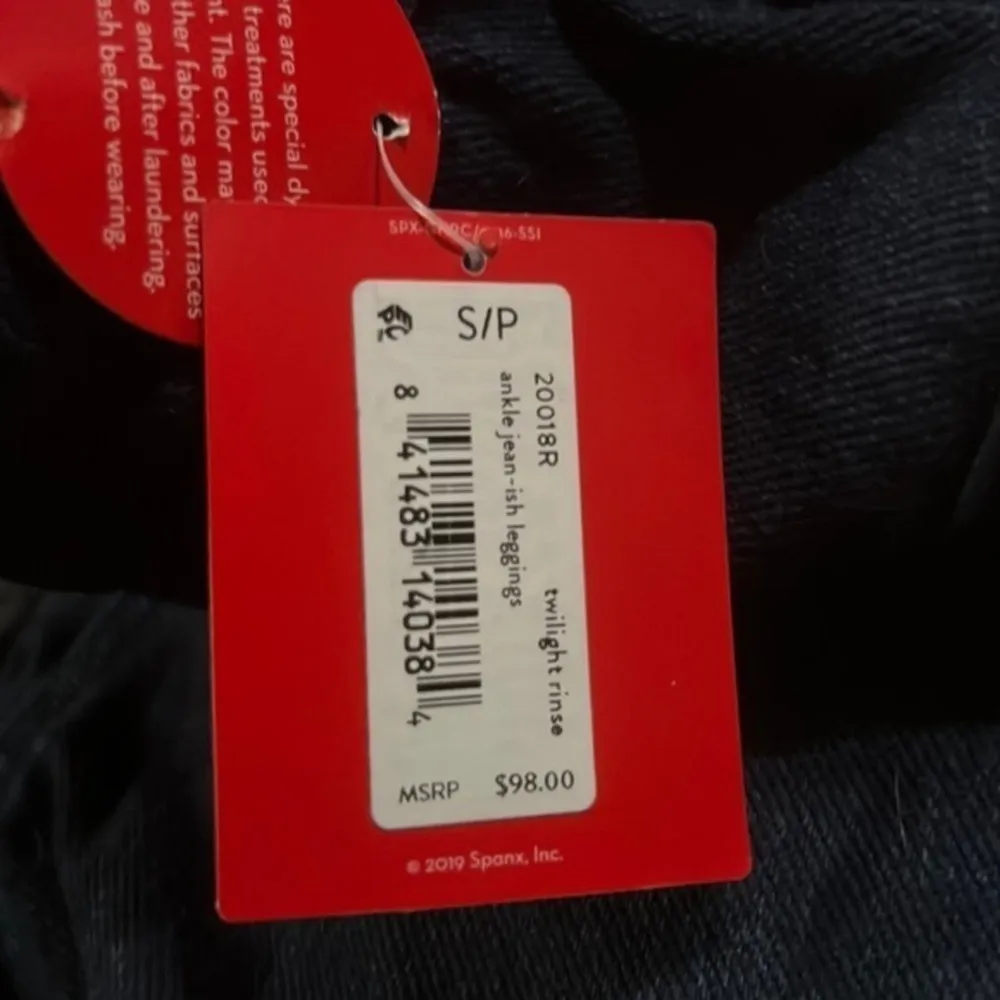 ere are special dy
treatments used
nt. The color ma
ther fabrics and surfaces
e and after laundering.
ash before wearing.
S/P
20018R twilight rinse
ankle jean-ish leggings
8 41483 14038 4
MSRP $98.00
© 2019 Spanx, Inc.